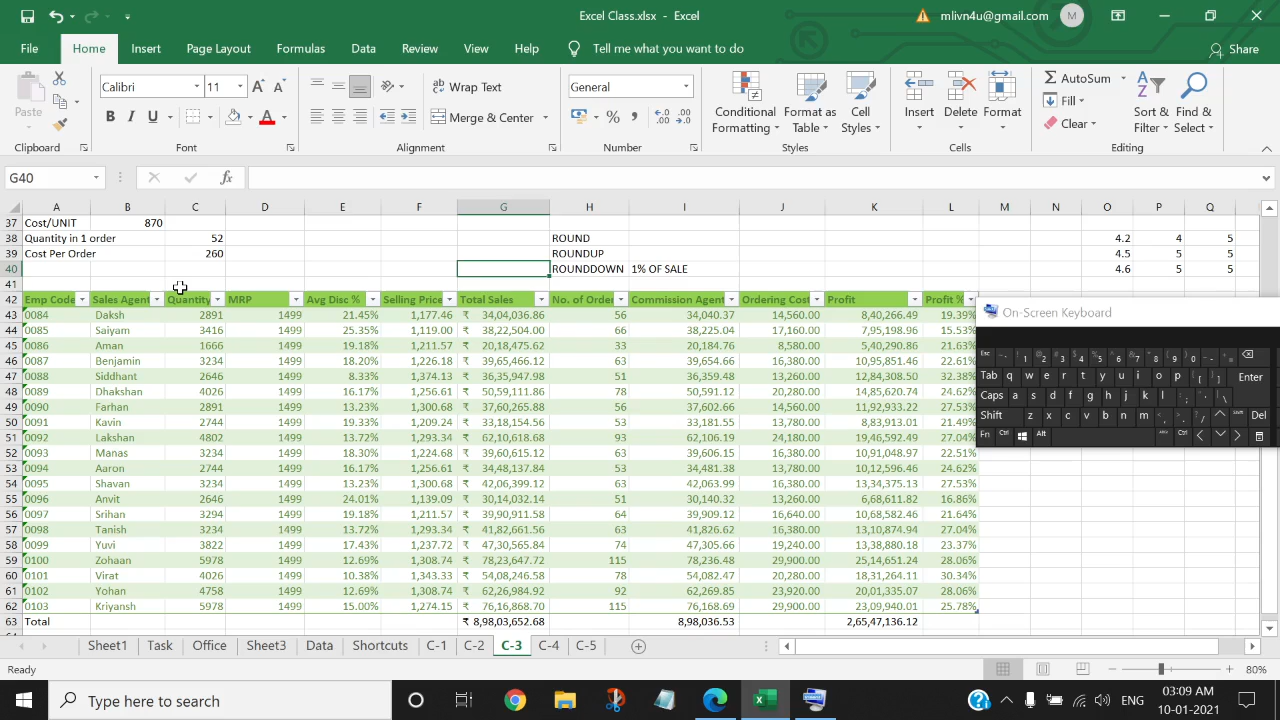 Excel Class.xlsx - Excel
mlivn4u@gmail.com M
File Home Insert Page Layout Formulas Data Review View Help Tell me what you want to do Share
Paste Calibri 11 Wrap Text General Conditional Formatting Format as Table Cell Styles Insert Delete Format AutoSum Fill Clear Sort & Filter Find & Select
B I U Merge & Center
Clipboard Font Alignment Number Styles Cells Editing
G40 fx
A B C D E F G H I J K L M N O P Q
37 Cost/UNIT 870
38 Quantity in 1 order 52 ROUND 4.2 4 5
39 Cost Per Order 260 ROUNDUP 4.5 5 5
40 ROUNDDOWN 1% OF SALE 4.6 5 5
41
42 Emp Code Sales Agent Quantity MRP Avg Disc % Selling Price Total Sales No. of Order Commission Agent Ordering Cost Profit Profit %
43 0084 Daksh 2891 1499 21.45% 1,177.46 ₹ 34,04,036.86 56 34,040.37 14,560.00 8,40,266.49 19.39%
44 0085 Saiyam 3416 1499 25.35% 1,119.00 ₹ 38,22,504.00 66 38,225.04 17,160.00 7,95,198.96 15.53%
45 0086 Aman 1666 1499 19.18% 1,211.57 ₹ 20,18,475.62 33 20,184.76 8,580.00 5,40,290.86 21.63%
46 0087 Benjamin 3234 1499 18.20% 1,226.18 ₹ 39,65,466.12 63 39,654.66 16,380.00 10,95,851.46 22.61%
47 0088 Siddhant 2646 1499 8.33% 1,374.13 ₹ 36,35,947.98 51 36,359.48 13,260.00 12,84,308.50 32.38%
48 0089 Dhakshan 4026 1499 16.17% 1,256.61 ₹ 50,59,111.86 78 50,591.12 20,280.00 14,85,620.74 24.62%
49 0090 Farhan 2891 1499 13.23% 1,300.68 ₹ 37,60,265.88 56 37,602.66 14,560.00 11,92,933.22 27.53%
50 0091 Kavin 2744 1499 19.33% 1,209.24 ₹ 33,18,154.56 53 33,181.55 13,780.00 8,83,913.01 21.49%
51 0092 Lakshan 4802 1499 13.72% 1,293.34 ₹ 62,10,618.68 93 62,106.19 24,180.00 19,46,592.49 27.04%
52 0093 Manas 3234 1499 18.30% 1,224.68 ₹ 39,60,615.12 63 39,606.15 16,380.00 10,91,048.97 22.51%
53 0094 Aaron 2744 1499 16.17% 1,256.61 ₹ 34,48,137.84 53 34,481.38 13,780.00 10,12,596.46 24.62%
54 0095 Shavan 3234 1499 13.23% 1,300.68 ₹ 42,06,399.12 63 42,063.99 16,380.00 13,34,375.13 27.53%
55 0096 Anvit 2646 1499 24.01% 1,139.09 ₹ 30,14,032.14 51 30,140.32 13,260.00 6,68,611.82 16.86%
56 0097 Srihan 3294 1499 19.18% 1,211.57 ₹ 39,90,911.58 64 39,909.12 16,640.00 10,68,582.46 21.64%
57 0098 Tanish 3234 1499 13.72% 1,293.34 ₹ 41,82,661.56 63 41,826.62 16,380.00 13,10,874.94 27.04%
58 0099 Yuvi 3822 1499 17.43% 1,237.72 ₹ 47,30,565.84 74 47,305.66 19,240.00 13,38,880.18 23.37%
59 0100 Zohaan 5978 1499 12.69% 1,308.74 ₹ 78,23,647.72 115 78,236.48 29,900.00 25,14,651.24 28.06%
60 0101 Virat 4026 1499 10.38% 1,343.33 ₹ 54,08,246.58 78 54,082.47 20,280.00 18,31,264.11 30.34%
61 0102 Yohan 4758 1499 12.69% 1,308.74 ₹ 62,26,984.92 92 62,269.85 23,920.00 20,01,335.07 28.06%
62 0103 Kriyansh 5978 1499 15.00% 1,274.15 ₹ 76,16,868.70 115 76,168.69 29,900.00 23,09,940.01 25.78%
63 Total ₹ 8,98,03,652.68 8,98,036.53 2,65,47,136.12
On-Screen Keyboard
Tab q w e r t y u i o p Enter
Caps a s d f g h j k l
Shift z x c v b n m Shift Del
Fn Ctrl Alt Ctrl
Sheet1 Task Office Sheet3 Data Shortcuts C-1 C-2 C-3 C-4 C-5
Ready 80%
Type here to search ENG 03:09 AM
10-01-2021